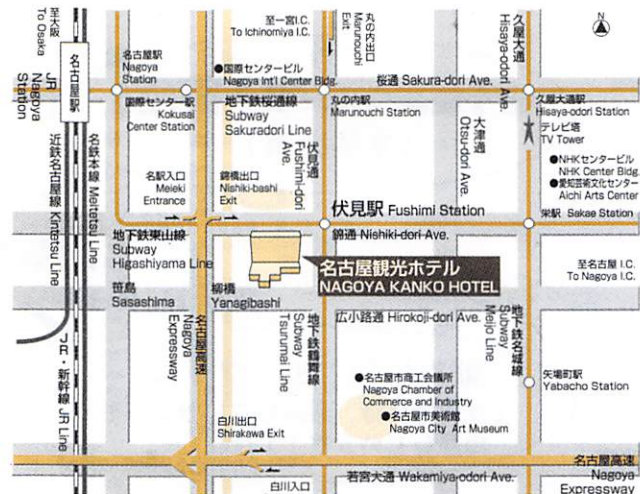 至大阪
To Osaka
名古屋駅
JR
Nagoya
Station
名古屋駅
Nagoya
Station
至一宮I.C.
To Ichinomiya I.C.
丸の内出口
Marunouchi
Exit
久屋大通
Hisaya-odori Ave.
N
●国際センタービル
Nagoya Int'l Center Bldg.
桜通 Sakura-dori Ave.
国際センター駅
Kokusai
Center Station
地下鉄桜通線
Subway
Sakuradori Line
丸の内駅
Marunouchi Station
久屋大通駅
Hisaya-odori Station
テレビ塔
TV Tower
大津通
Otsu-dori Ave.
●NHKセンタービル
NHK Center Bldg.
●愛知芸術文化センター
Aichi Arts Center
伏見通
Fushimi-dori
Ave.
名鉄本線 Meitetsu Line
近鉄名古屋線 Kintetsu Line
名駅入口
Meieki
Entrance
錦橋出口
Nishiki-bashi
Exit
伏見駅 Fushimi Station
栄駅 Sakae Station
錦通 Nishiki-dori Ave.
地下鉄東山線
Subway
Higashiyama Line
名古屋観光ホテル
NAGOYA KANKO HOTEL
至名古屋 I.C.
To Nagoya I.C.
笹島
Sasashima
柳橋
Yanagibashi
広小路通 Hirokoji-dori Ave.
名古屋高速
Nagoya
Expressway
地下鉄鶴舞線
Subway
Tsurumai Line
地下鉄名城線
Subway
Meijo Line
JR・新幹線 JR Line
●名古屋市商工会議所
Nagoya Chamber of
Commerce and Industry
矢場町駅
Yabacho Station
●名古屋市美術館
Nagoya City Art Museum
白川出口
Shirakawa Exit
白川入口
若宮大通 Wakamiya-odori Ave.
名古屋高速
Nagoya
Expressway